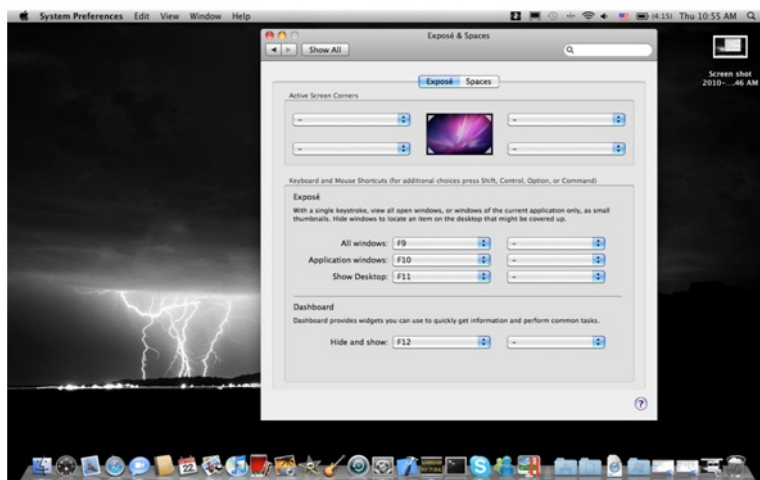 System Preferences Edit View Window Help
(4:15) Thu 10:55 AM
Exposé & Spaces
Show All
Screen shot
2010-...46 AM
Exposé Spaces
Active Screen Corners
- -
- -
Keyboard and Mouse Shortcuts (for additional choices press Shift, Control, Option, or Command)
Exposé
With a single keystroke, view all open windows, or windows of the current application only, as small
thumbnails. Hide windows to locate an item on the desktop that might be covered up.
All windows: F9 -
Application windows: F10 -
Show Desktop: F11 -
Dashboard
Dashboard provides widgets you can use to quickly get information and perform common tasks.
Hide and show: F12 -
?
22